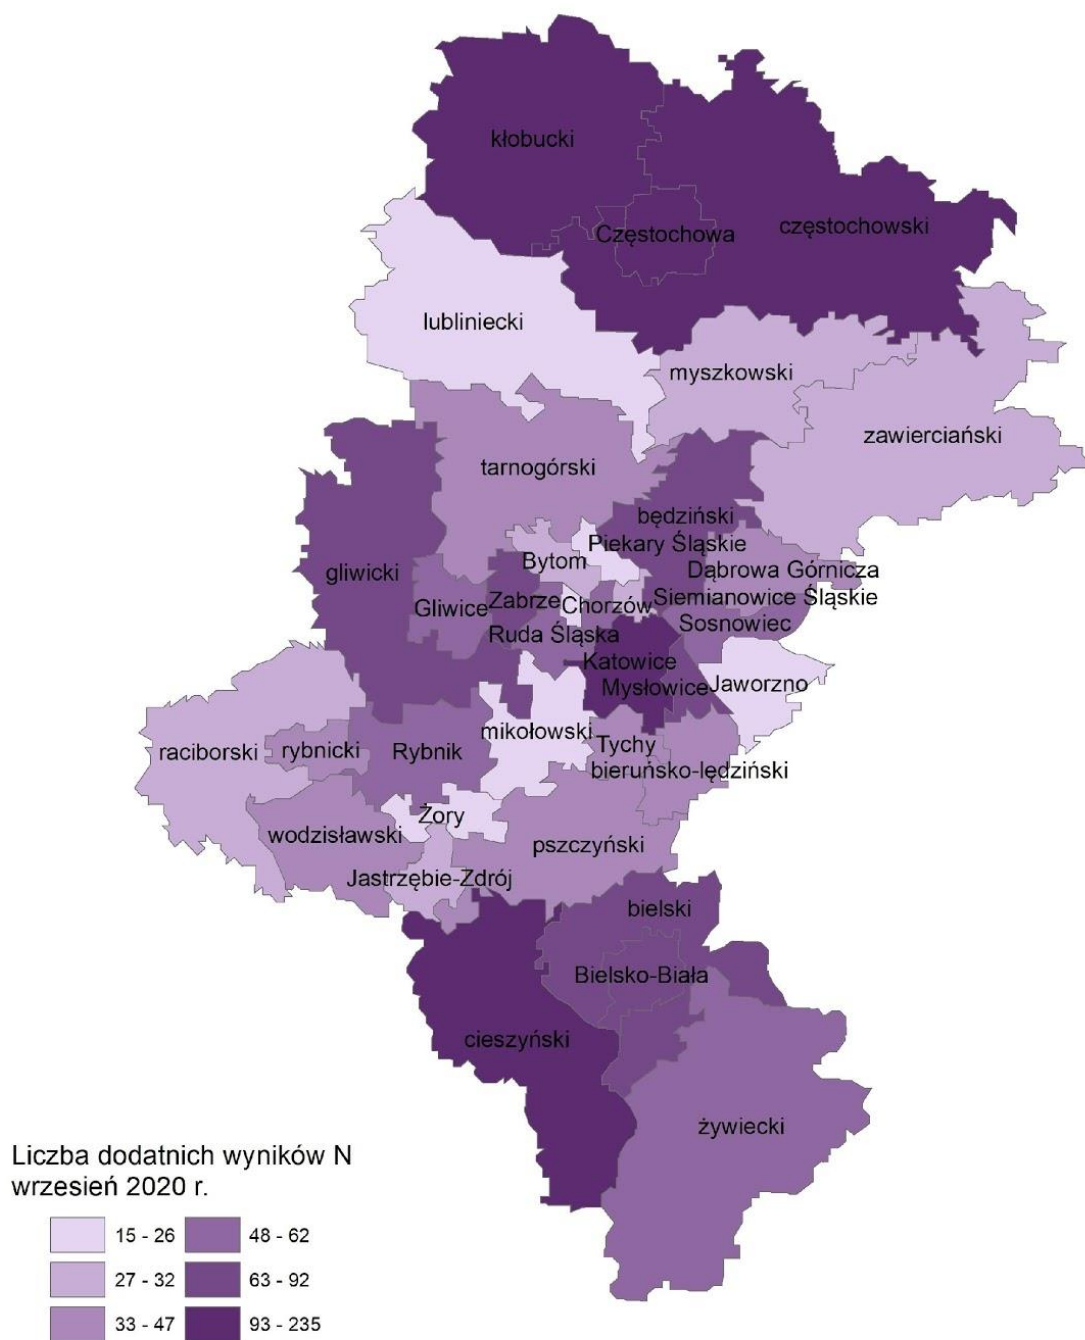 kłobucki
Częstochowa
częstochowski
lubliniecki
myszkowski
zawierciański
tarnogórski
będziński
Piekary Śląskie
Bytom
gliwicki
Dąbrowa Górnicza
Gliwice
Zabrze
Chorzów
Siemianowice Śląskie
Ruda Śląska
Sosnowiec
Katowice
Mysłowice
Jaworzno
mikołowski
raciborski
rybnicki
Rybnik
Tychy
bieruńsko-lędziński
Żory
wodzisławski
pszczyński
Jastrzębie-Zdrój
bielski
Bielsko-Biała
cieszyński
żywiecki
Liczba dodatnich wyników N
wrzesień 2020 r.
15 - 26
48 - 62
27 - 32
63 - 92
33 - 47
93 - 235